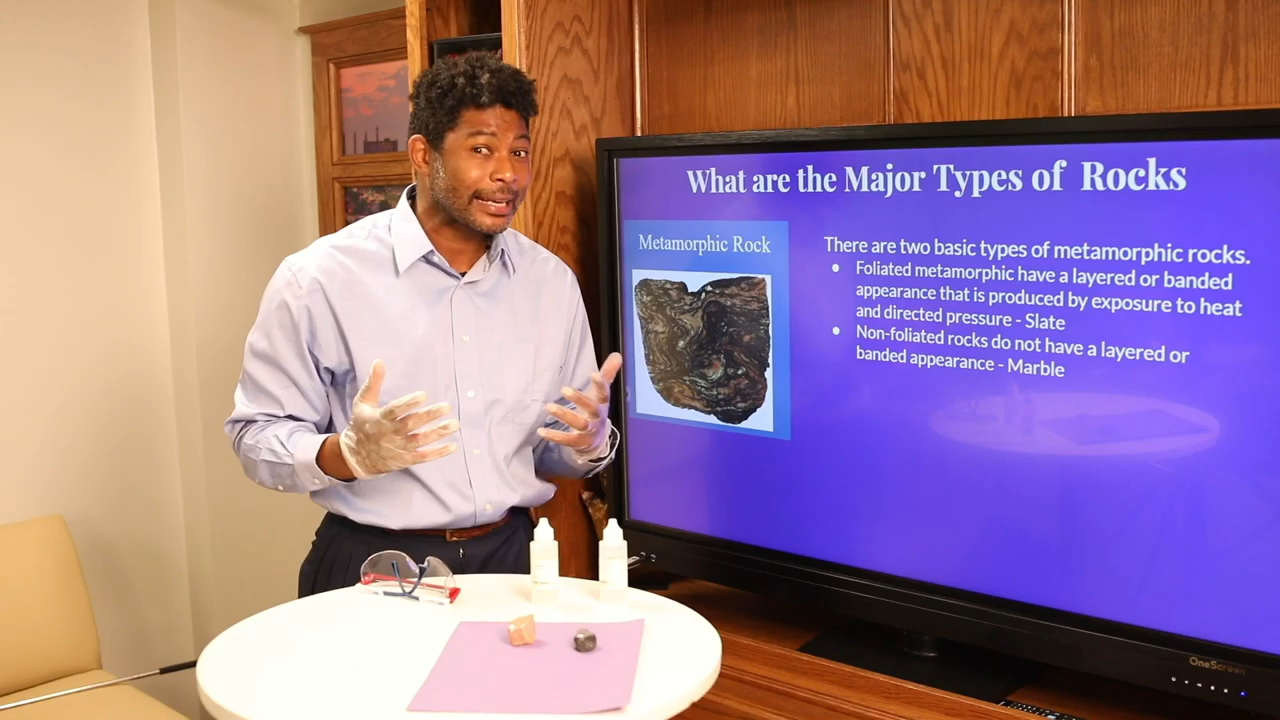 What are the Major Types of Rocks
Metamorphic Rock
There are two basic types of metamorphic rocks.
● Foliated metamorphic have a layered or banded
appearance that is produced by exposure to heat
and directed pressure - Slate
● Non-foliated rocks do not have a layered or
banded appearance - Marble
OneScreen